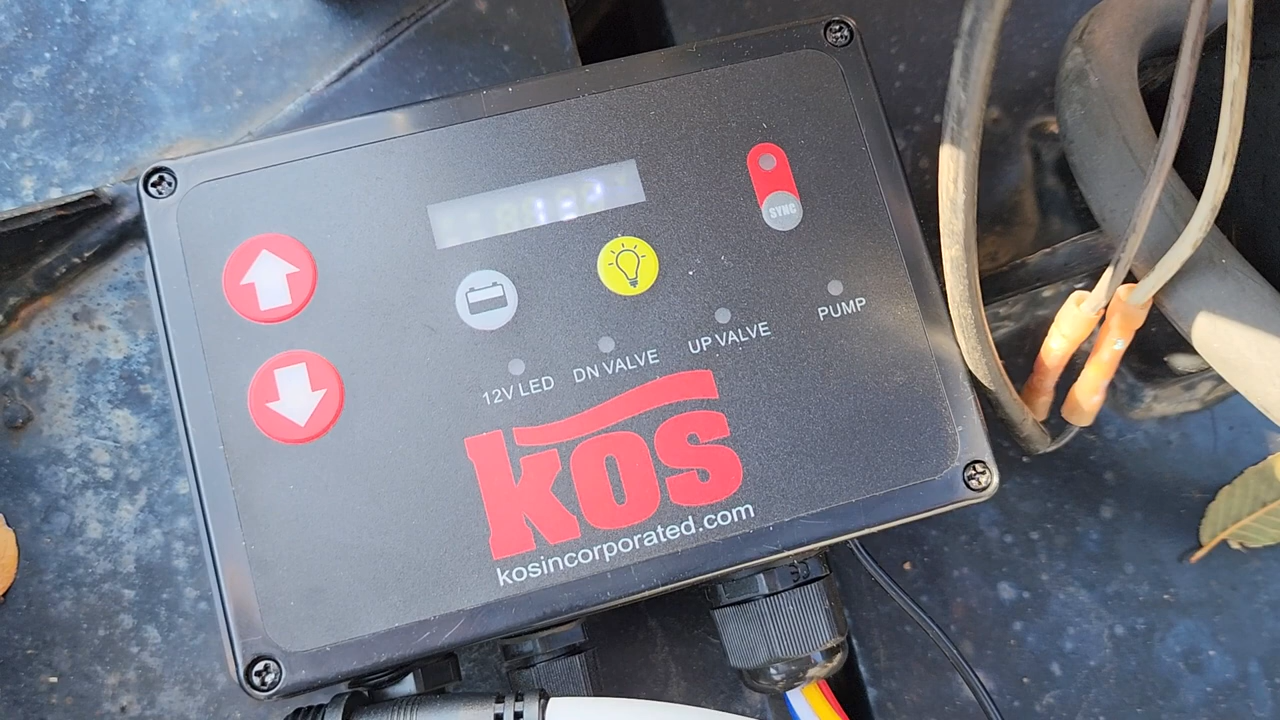 SYNC
12V LED
DN VALVE
UP VALVE
PUMP
kos
kosincorporated.com